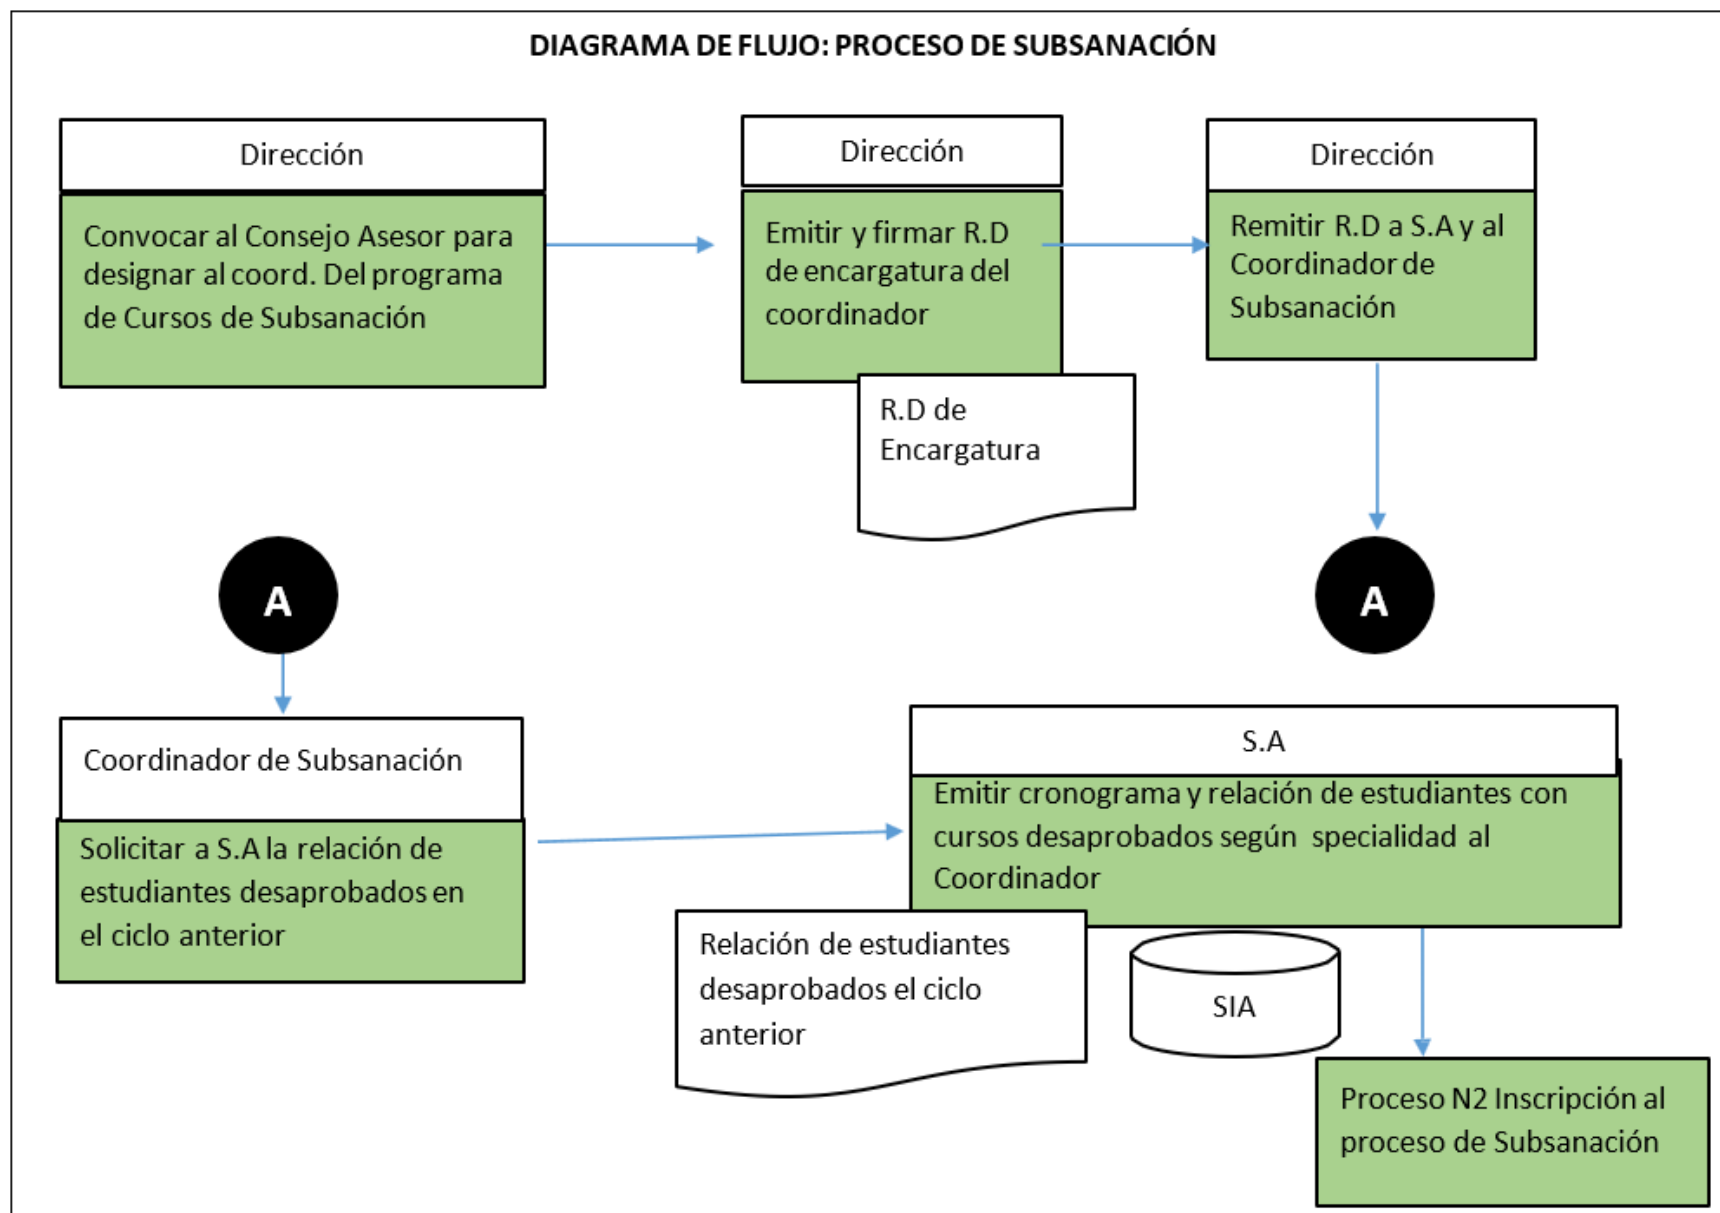 DIAGRAMA DE FLUJO: PROCESO DE SUBSANACIÓN
Dirección
Convocar al Consejo Asesor para
designar al coord. Del programa
de Cursos de Subsanación
Dirección
Emitir y firmar R.D
de encargatura del
coordinador
R.D de
Encargatura
Dirección
Remitir R.D a S.A y al
Coordinador de
Subsanación
A
A
Coordinador de Subsanación
Solicitar a S.A la relación de
estudiantes desaprobados en
el ciclo anterior
S.A
Emitir cronograma y relación de estudiantes con
cursos desaprobados según specialidad al
Coordinador
Relación de estudiantes
desaprobados el ciclo
anterior
SIA
Proceso N2 Inscripción al
proceso de Subsanación